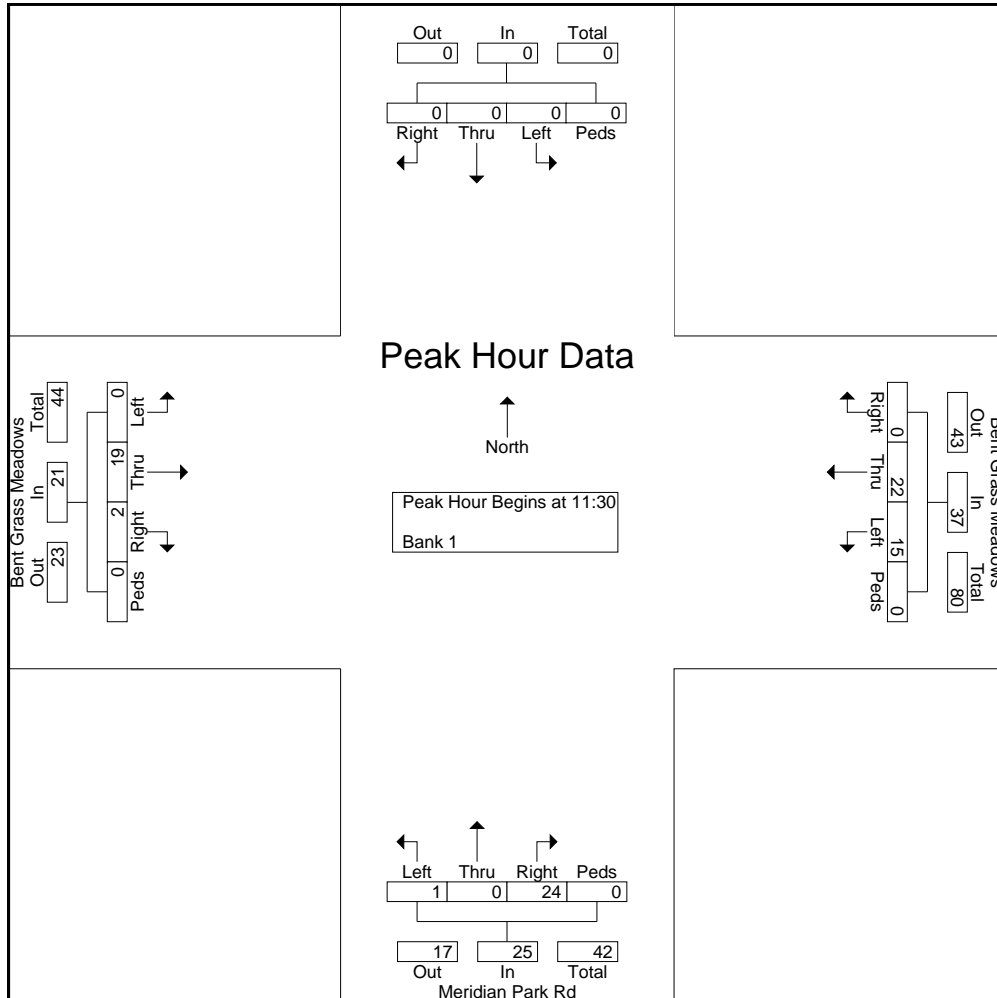 Out In Total
0 0 0
0 0 0 0
Right Thru Left Peds
Peak Hour Data
North
Peak Hour Begins at 11:30
Bank 1
Bent Grass Meadows
Out In Total
23 21 44
0 19 2 0
Left Thru Right Peds
Bent Grass Meadows
Out In Total
43 37 80
0 22 15 0
Right Thru Left Peds
Left Thru Right Peds
1 0 24 0
17 25 42
Out In Total
Meridian Park Rd